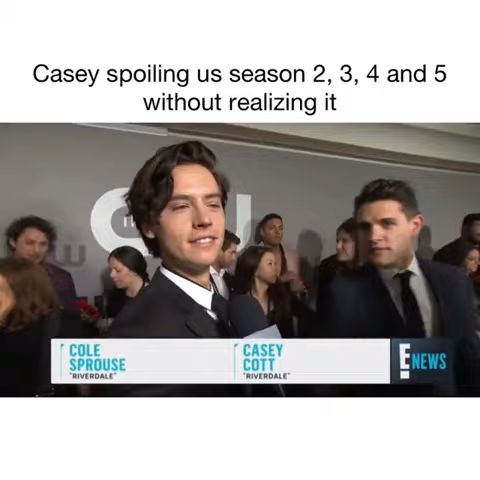 Casey spoiling us season 2, 3, 4 and 5
without realizing it
COLE
SPROUSE
"RIVERDALE"
CASEY
COTT
"RIVERDALE"
E NEWS